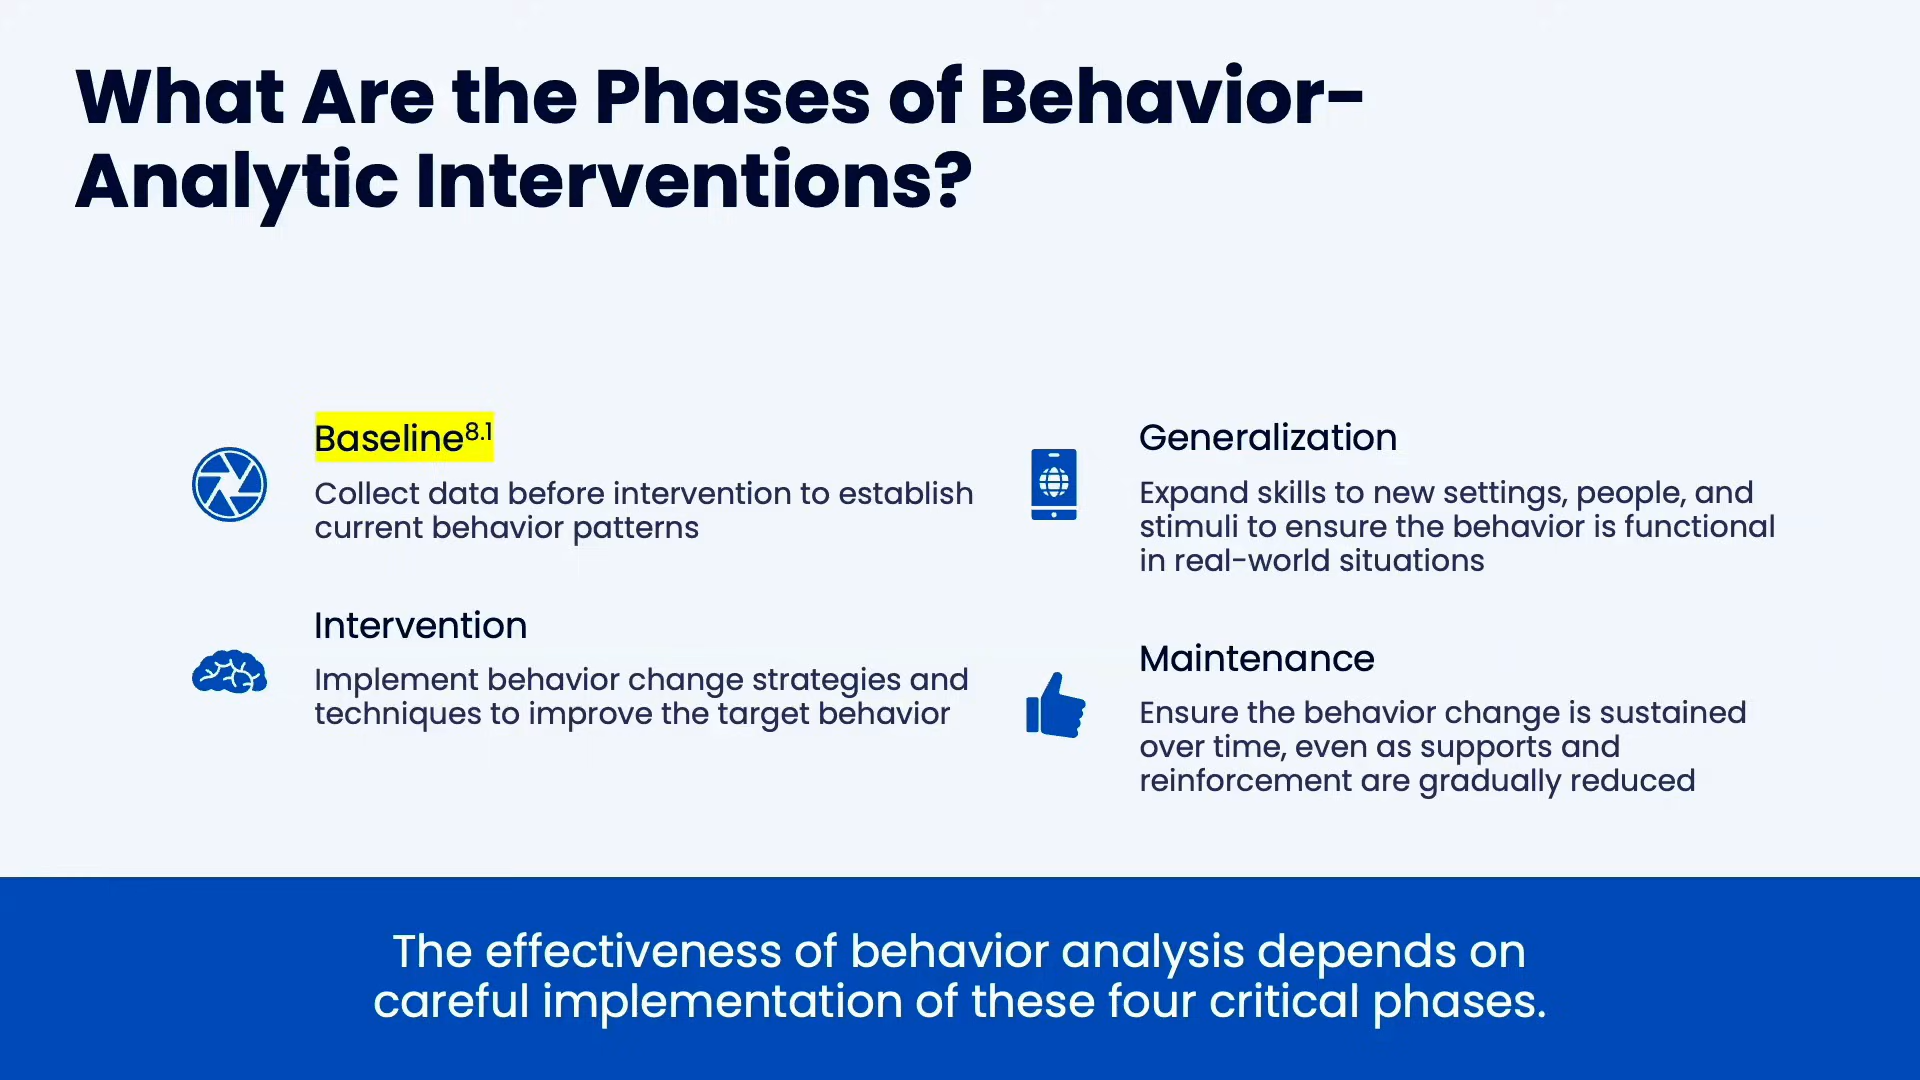 What Are the Phases of Behavior-
Analytic Interventions?
Baseline8.1
Collect data before intervention to establish
current behavior patterns
Intervention
Implement behavior change strategies and
techniques to improve the target behavior
Generalization
Expand skills to new settings, people, and
stimuli to ensure the behavior is functional
in real-world situations
Maintenance
Ensure the behavior change is sustained
over time, even as supports and
reinforcement are gradually reduced
The effectiveness of behavior analysis depends on
careful implementation of these four critical phases.